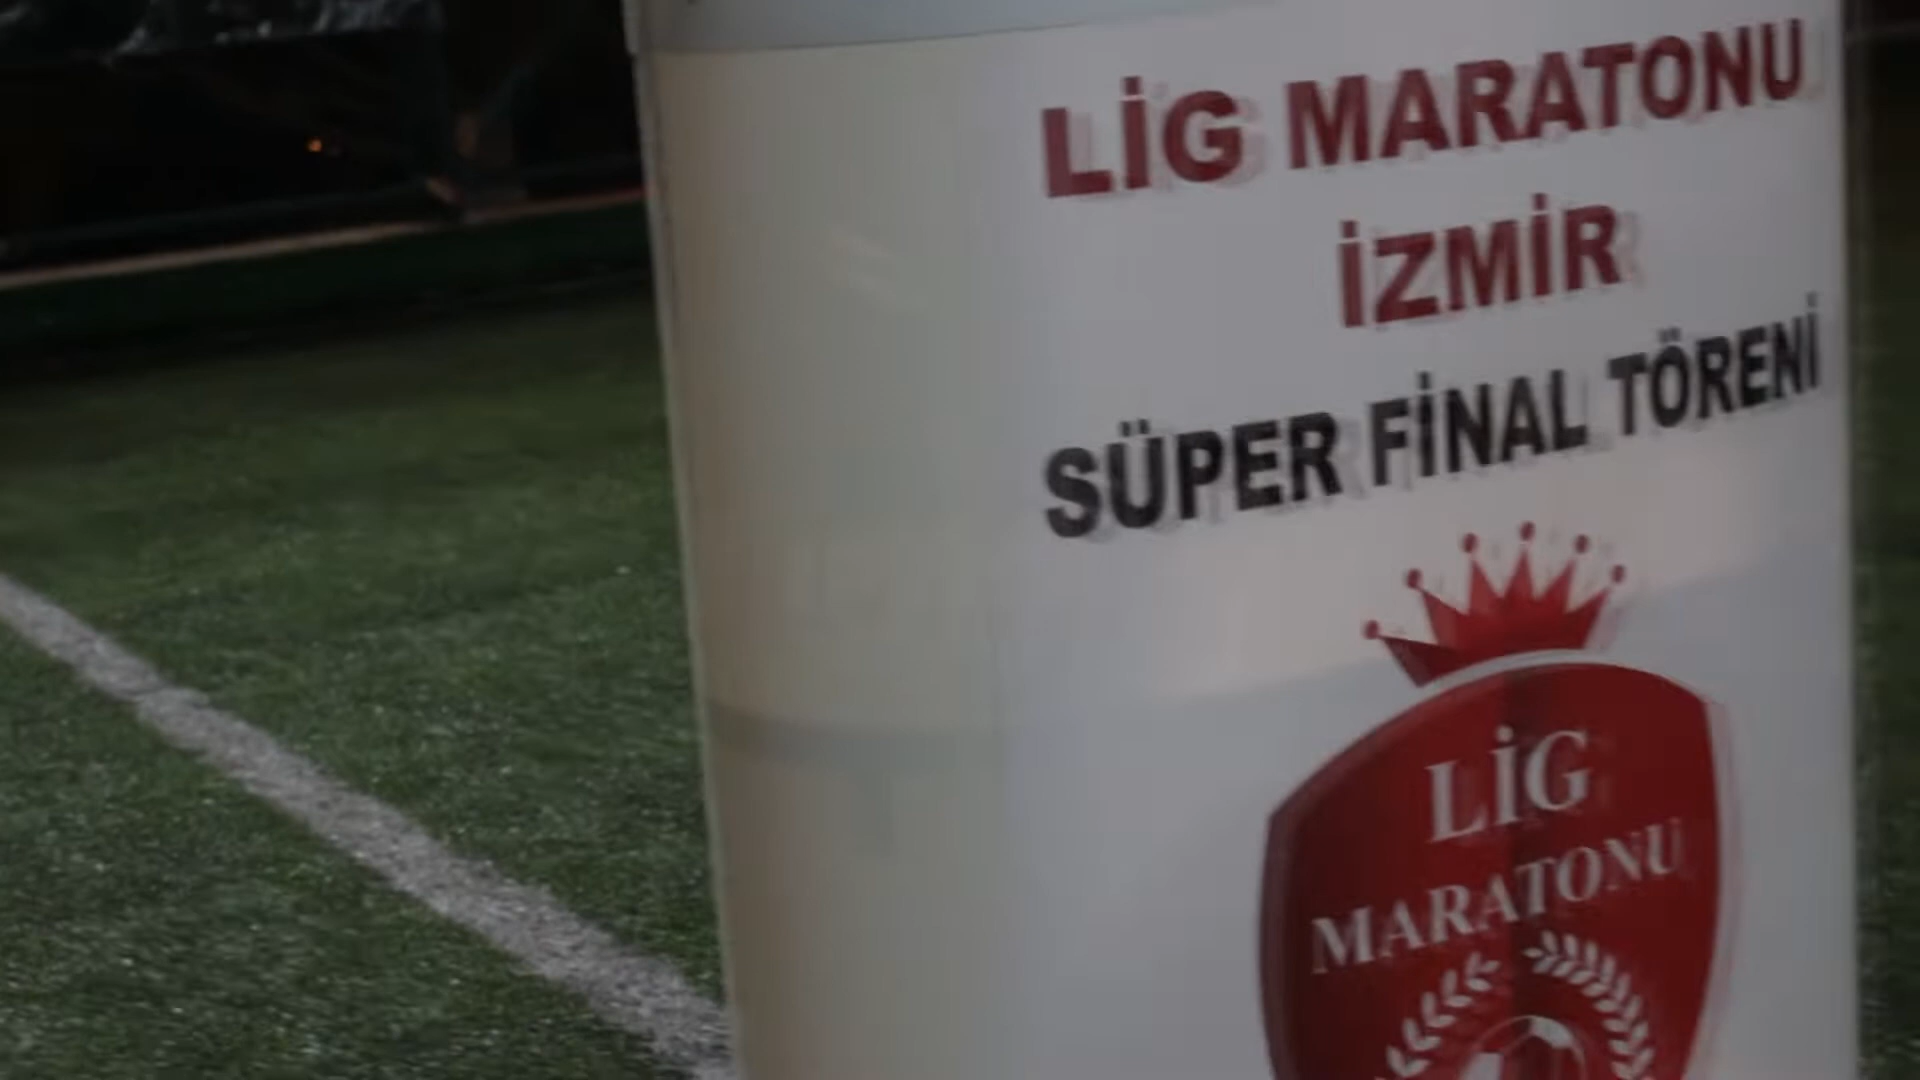 LİG MARATONU
İZMİR
SÜPER FİNAL TÖRENİ
LİG
MARATONU